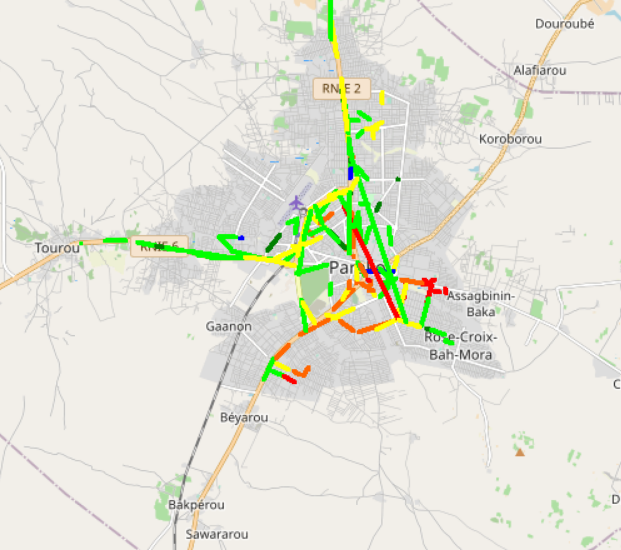 Douroubé
Alafiarou
RNIE 2
Koroborou
Tourou
RNIE 6
Parakou
Assagbinin-
Baka
Gaanon
Rose-Croix-
Bah-Mora
Béyarou
Bakpérou
Sawararou